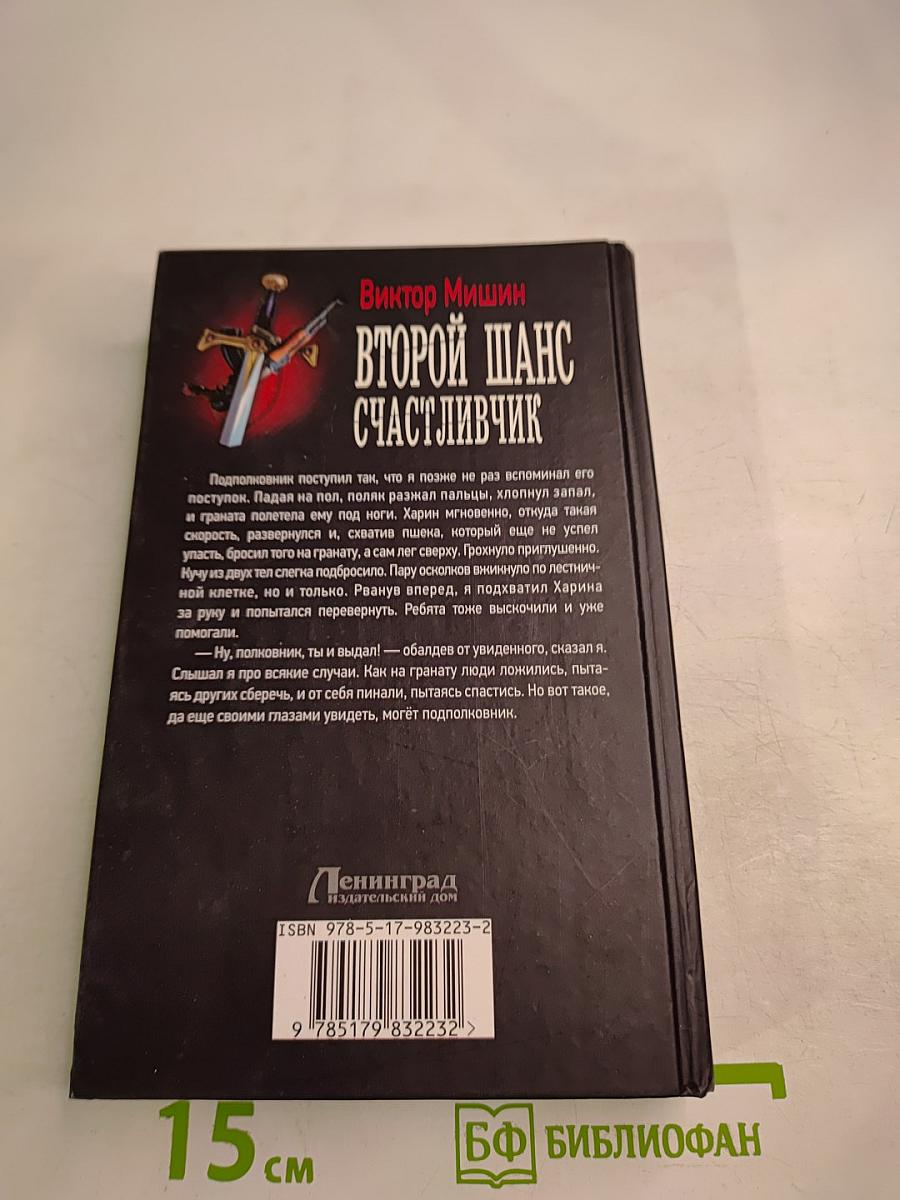 Виктор Мишин
ВТОРОЙ ШАНС
СЧАСТЛИВЧИК
Подполковник поступил так, что я позже не раз вспоминал его
поступок. Падая на пол, поляк разжал пальцы, хлопнул запал,
и граната полетела ему под ноги. Харин мгновенно, откуда такая
скорость, развернулся и, схватив пшека, который еще не успел
упасть, бросил того на гранату, а сам лег сверху. Грохнуло приглушенно.
Кучу из двух тел слегка подбросило. Пару осколков вжикнуло по лестнич-
ной клетке, но и только. Рванув вперед, я подхватил Харина
за руку и попытался перевернуть. Ребята тоже выскочили и уже
помогали.
— Ну, полковник, ты и выдал! — обалдев от увиденного, сказал я.
Слышал я про всякие случаи. Как на гранату люди ложились, пыта-
ясь других сберечь, и от себя пинали, пытаясь спастись. Но вот такое,
да еще своими глазами увидеть, могёт подполковник.
Ленинград
издательский дом
ISBN 978-5-17-983223-2
9 785179 832232 >
15 см
БФ БИБЛИОФАН